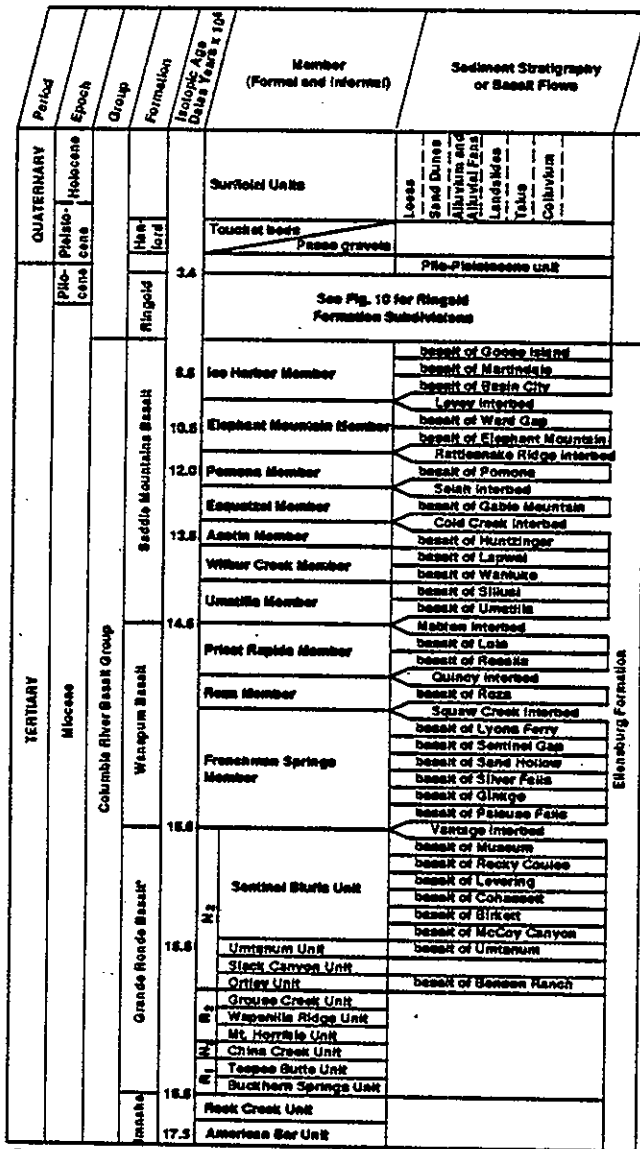 Period
Epoch
Group
Formation
Isotopic Age
Dates Years x 10⁶
Member
(Formal and Informal)
Sediment Stratigraphy
or Basalt Flows
QUATERNARY
Holocene
Pleisto-
cene
Han-
ford
Surficial Units
Loess
Sand Dunes
Alluvium and
Alluvial Fans
Landslides
Talus
Colluvium
Touchet beds
Pasco gravels
Plio-Pleistocene unit
TERTIARY
Plio-
cene
Ringold
See Fig. 10 for Ringold
Formation Subdivisions
Miocene
Columbia River Basalt Group
Ellensburg Formation
Saddle Mountains Basalt
8.5
Ice Harbor Member
basalt of Goose Island
basalt of Martindale
basalt of Basin City
Levey Interbed
10.5
Elephant Mountain Member
basalt of Ward Gap
basalt of Elephant Mountain
Rattlesnake Ridge Interbed
12.0
Pomona Member
basalt of Pomona
Selah Interbed
Esquatzel Member
basalt of Gable Mountain
Cold Creek Interbed
13.5
Asotin Member
basalt of Huntzinger
Wilbur Creek Member
basalt of Lapwai
basalt of Wahluke
Umatilla Member
basalt of Sillusi
basalt of Umatilla
14.5
Mabton Interbed
Wanapum Basalt
Priest Rapids Member
basalt of Lolo
basalt of Rosalia
Quincy Interbed
Roza Member
basalt of Roza
Squaw Creek Interbed
Frenchman Springs
Member
basalt of Lyons Ferry
basalt of Sentinel Gap
basalt of Sand Hollow
basalt of Silver Falls
basalt of Ginkgo
basalt of Palouse Falls
15.6
Vantage Interbed
Grande Ronde Basalt*
N₂
Sentinel Bluffs Unit
basalt of Museum
basalt of Rocky Coulee
basalt of Levering
basalt of Cohassett
basalt of Birkett
basalt of McCoy Canyon
Umtanum Unit
basalt of Umtanum
Slack Canyon Unit
Ortley Unit
basalt of Benson Ranch
R₂
Grouse Creek Unit
Wapshilla Ridge Unit
Mt. Horrible Unit
N₁
China Creek Unit
R₁
Teepee Butte Unit
Buckhorn Springs Unit
16.5
Imnaha
Rock Creek Unit
17.5
American Bar Unit